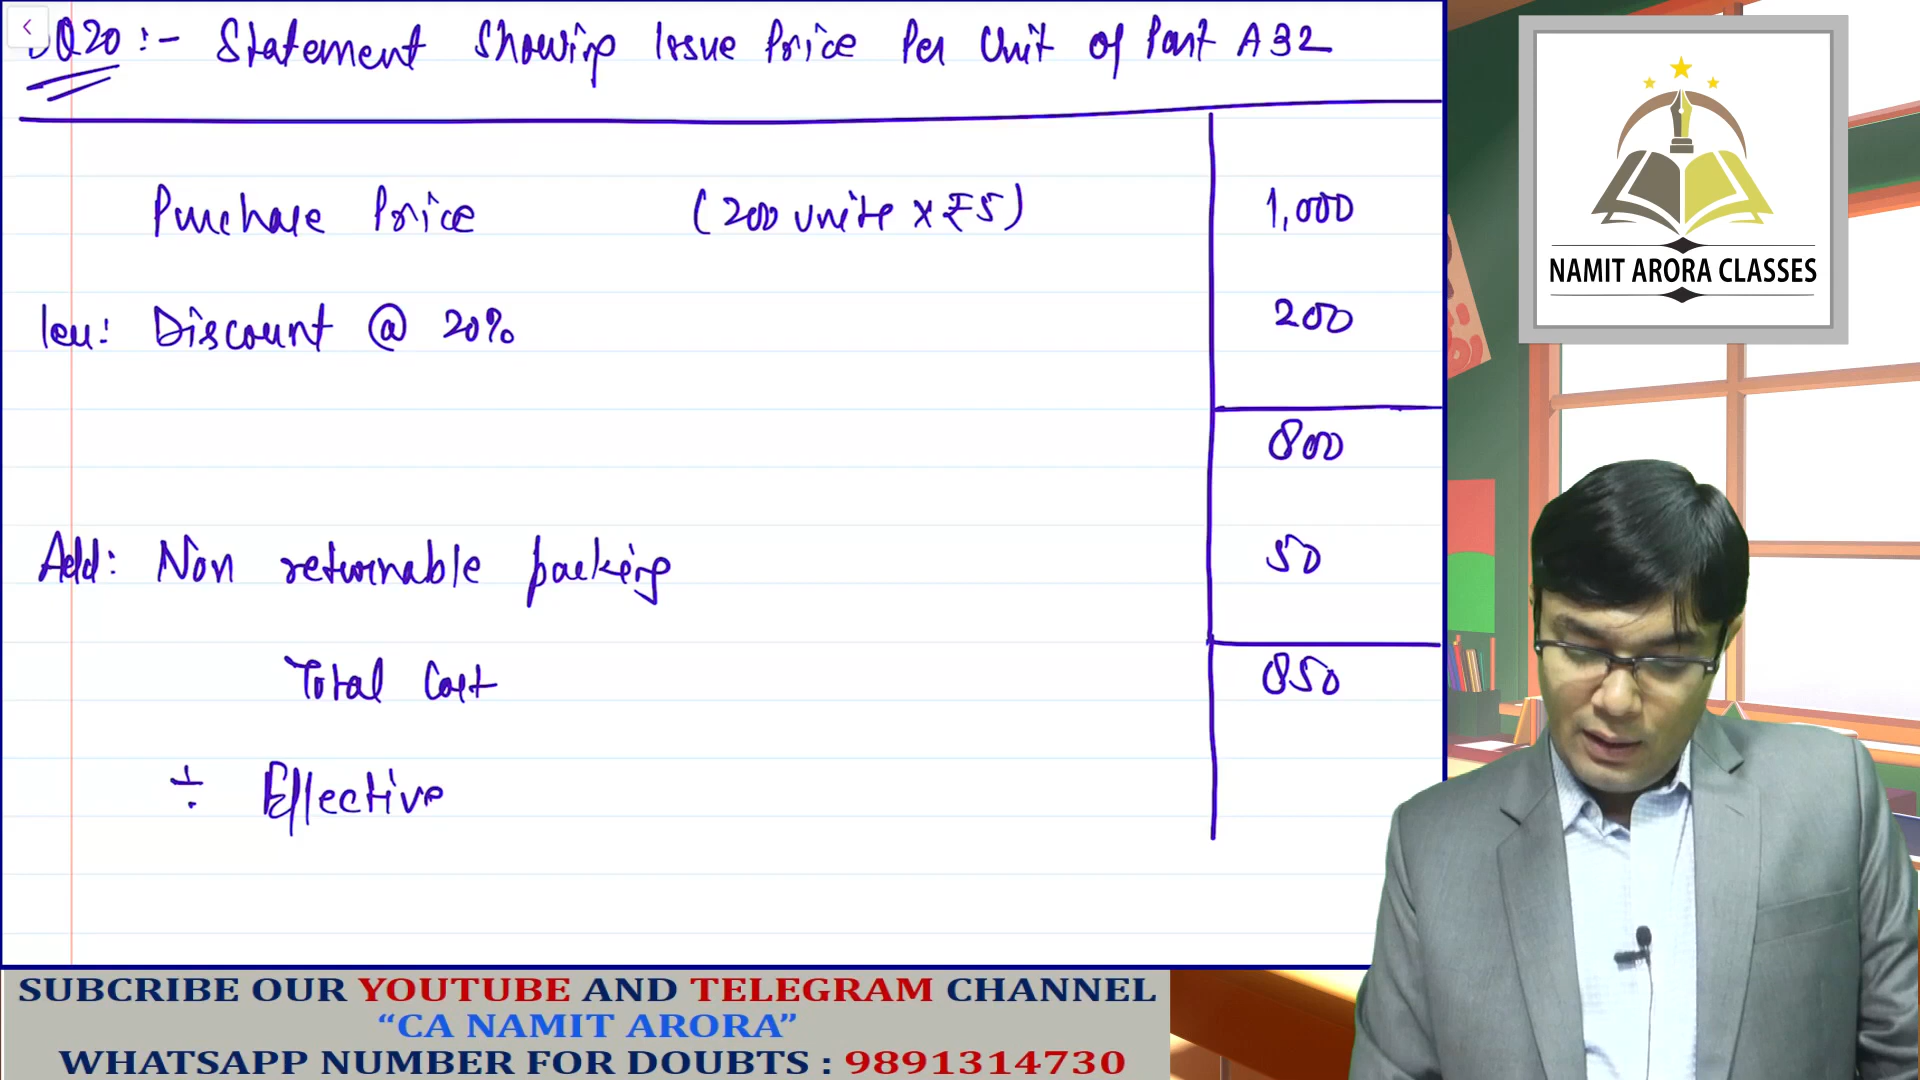 Q20 :- Statement Showing Issue Price Per Unit of Part A32
Purchase Price (200 units × ₹5) 1,000
Less: Discount @ 20% 200
800
Add: Non returnable packing 50
Total Cost 850
÷ Effective
NAMIT ARORA CLASSES
SUBCRIBE OUR YOUTUBE AND TELEGRAM CHANNEL
“CA NAMIT ARORA”
WHATSAPP NUMBER FOR DOUBTS : 9891314730